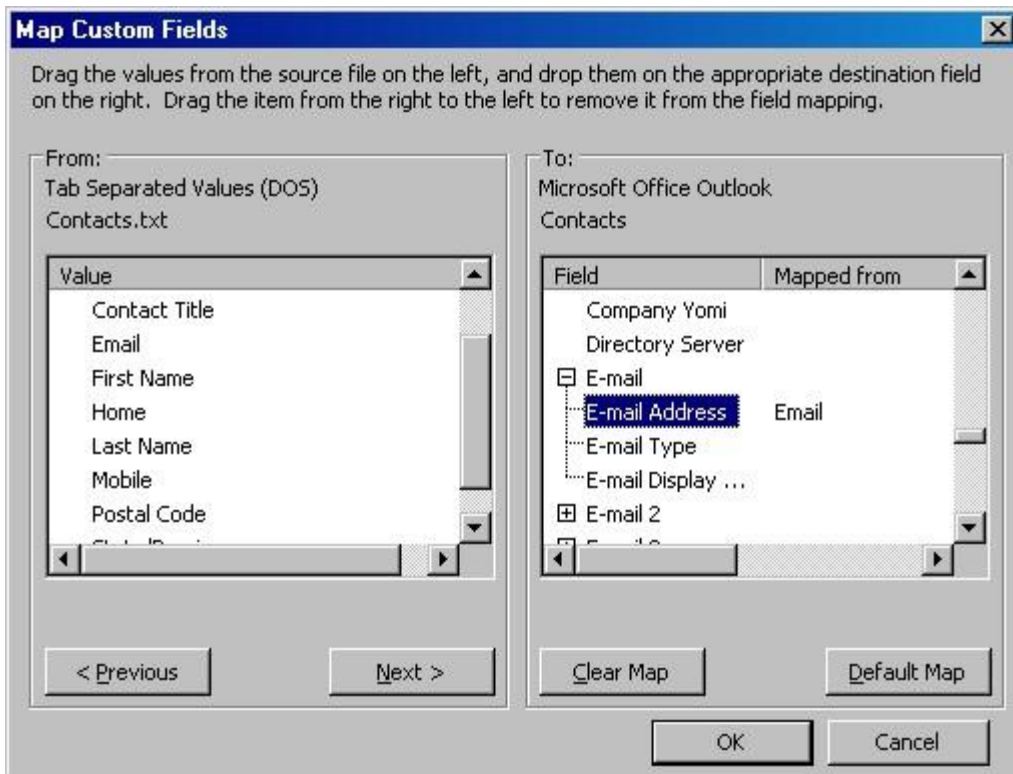 Map Custom Fields
Drag the values from the source file on the left, and drop them on the appropriate destination field
on the right.  Drag the item from the right to the left to remove it from the field mapping.
From:
Tab Separated Values (DOS)
Contacts.txt
Value
Contact Title
Email
First Name
Home
Last Name
Mobile
Postal Code
< Previous
Next >
To:
Microsoft Office Outlook
Contacts
Field Mapped from
Company Yomi
Directory Server
E-mail
E-mail Address Email
E-mail Type
E-mail Display ...
E-mail 2
Clear Map
Default Map
OK
Cancel